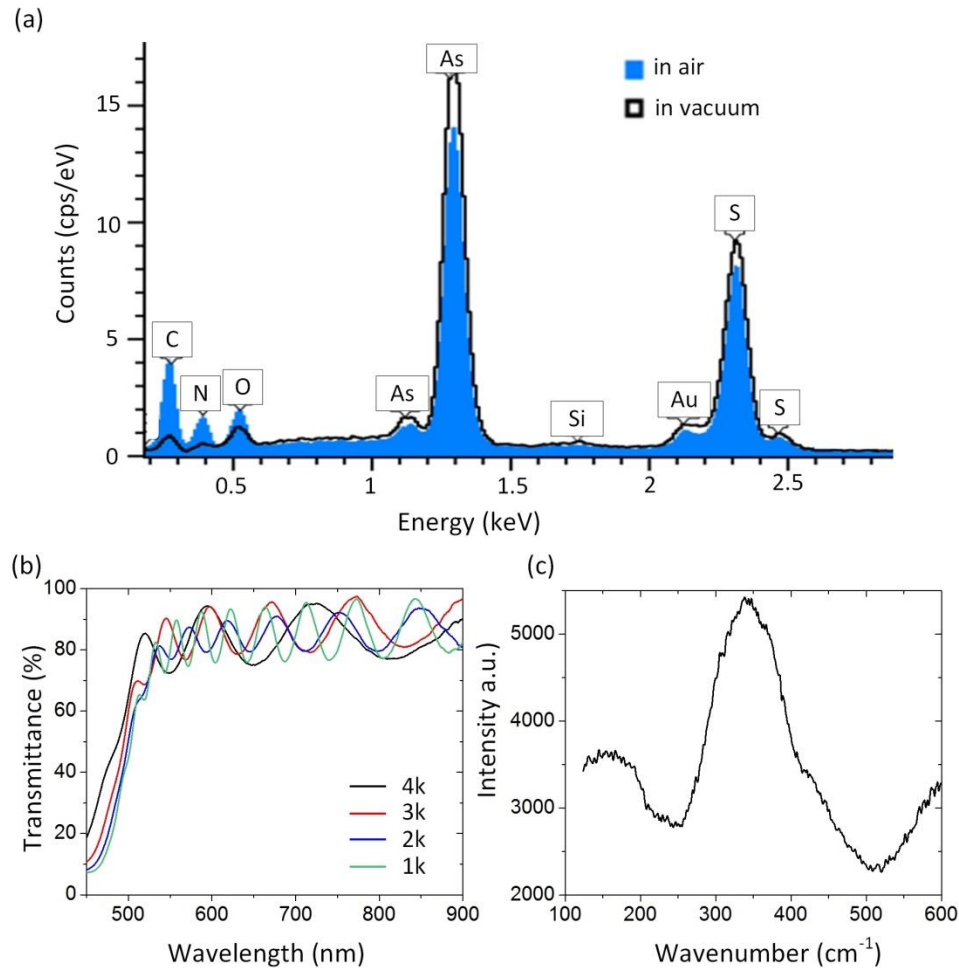 (a)
As
in air
in vacuum
15
S
10
Counts (cps/eV)
5
C
N
O
As
Si
Au
S
0
0.5
1
1.5
2
2.5
Energy (keV)
(b)
(c)
100
80
60
40
20
0
Transmittance (%)
4k
3k
2k
1k
500
600
700
800
900
Wavelength (nm)
5000
4000
3000
2000
Intensity a.u.
100
200
300
400
500
600
Wavenumber (cm⁻¹)